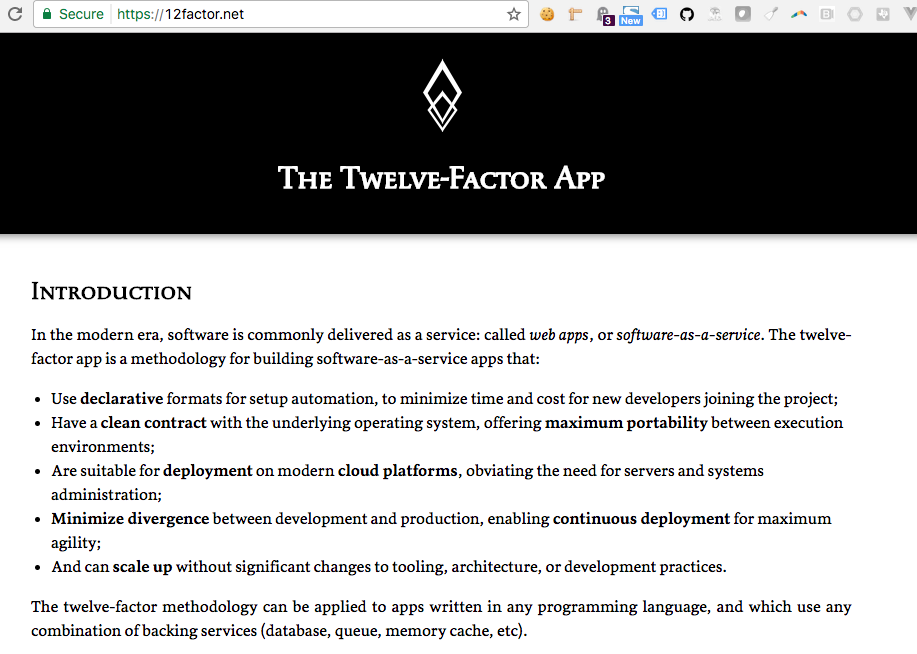 Secure https://12factor.net
3 New
The Twelve-Factor App
Introduction
In the modern era, software is commonly delivered as a service: called web apps, or software-as-a-service. The twelve-
factor app is a methodology for building software-as-a-service apps that:
• Use declarative formats for setup automation, to minimize time and cost for new developers joining the project;
• Have a clean contract with the underlying operating system, offering maximum portability between execution
environments;
• Are suitable for deployment on modern cloud platforms, obviating the need for servers and systems
administration;
• Minimize divergence between development and production, enabling continuous deployment for maximum
agility;
• And can scale up without significant changes to tooling, architecture, or development practices.
The twelve-factor methodology can be applied to apps written in any programming language, and which use any
combination of backing services (database, queue, memory cache, etc).